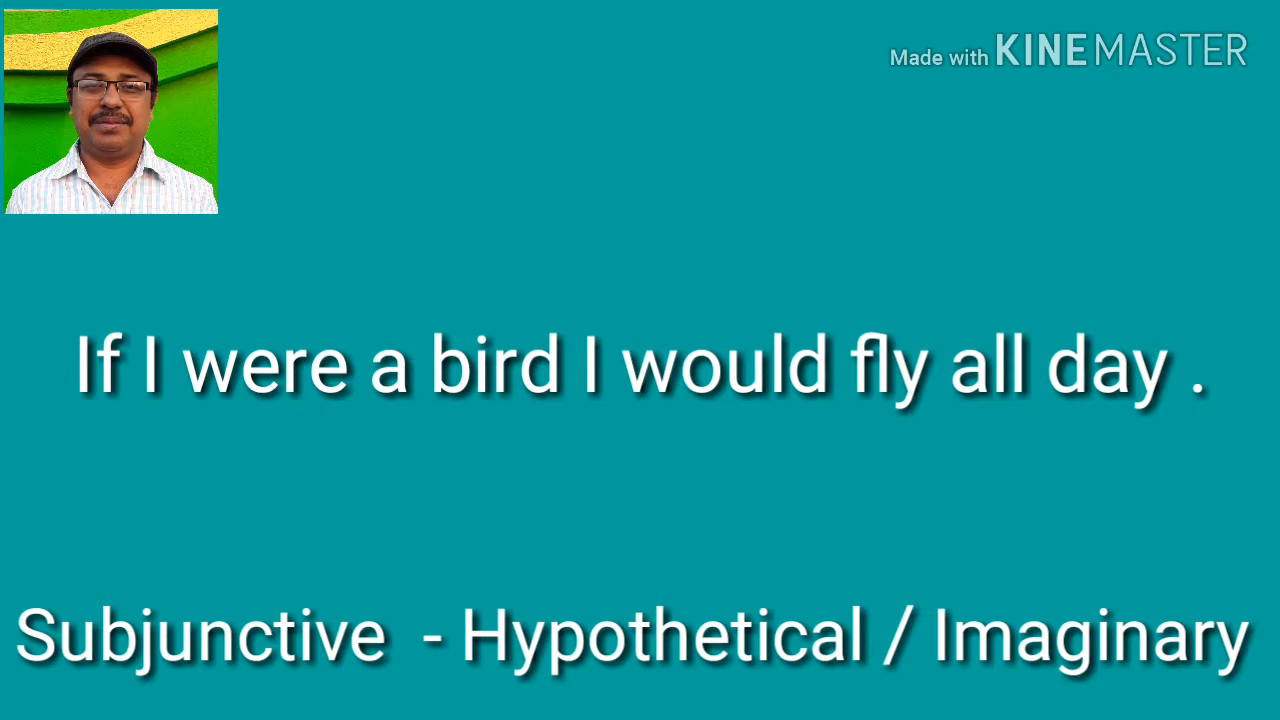 Made with KINEMASTER
If I were a bird I would fly all day .
Subjunctive - Hypothetical / Imaginary